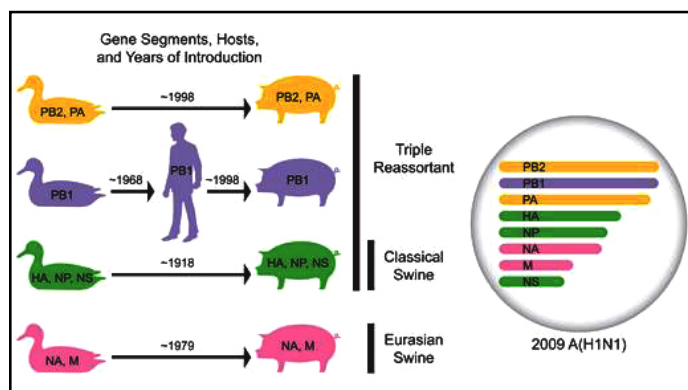 Gene Segments, Hosts,
and Years of Introduction
PB2, PA
~1998
PB2, PA
PB1
~1968
PB1
~1998
PB1
HA, NP, NS
~1918
HA, NP, NS
NA, M
~1979
NA, M
Triple
Reassortant
Classical
Swine
Eurasian
Swine
PB2
PB1
PA
HA
NP
NA
M
NS
2009 A(H1N1)